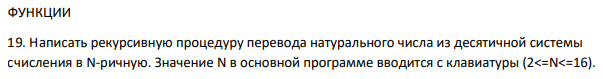 ФУНКЦИИ
19. Написать рекурсивную процедуру перевода натурального числа из десятичной системы
счисления в N-ричную. Значение N в основной программе вводится с клавиатуры (2<=N<=16).